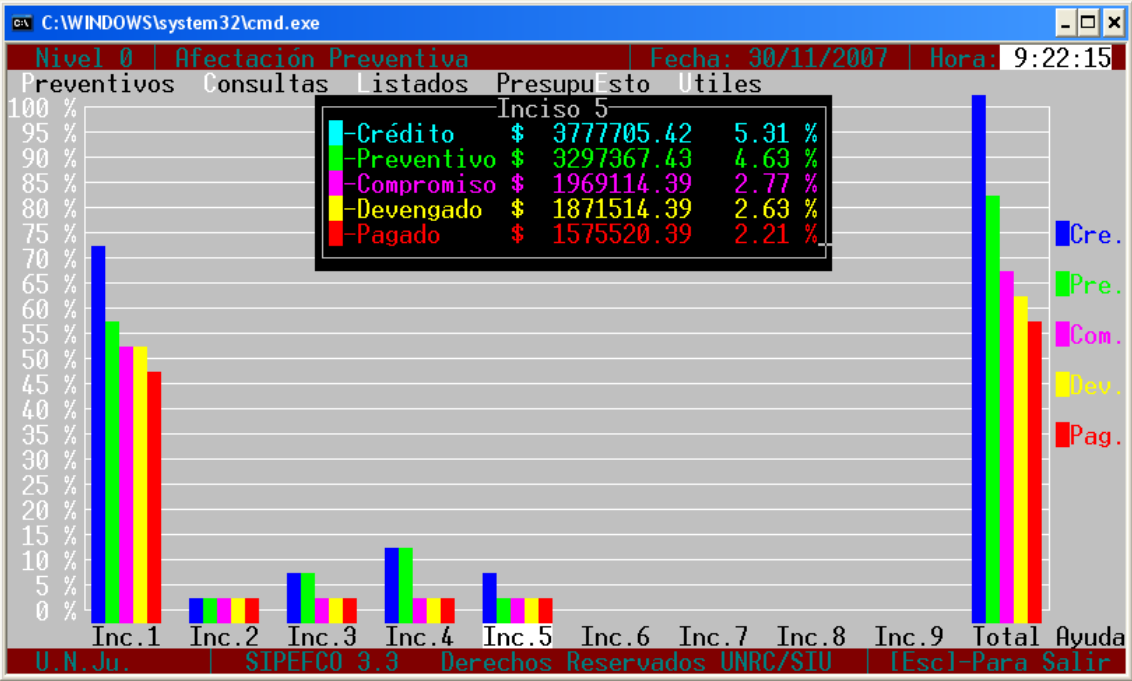 C:\WINDOWS\system32\cmd.exe
Nivel 0 | Afectación Preventiva | Fecha: 30/11/2007 | Hora: 9:22:15
Preventivos Consultas Listados PresupuEsto Utiles
Inciso 5
-Crédito $ 3777705.42 5.31 %
-Preventivo $ 3297367.43 4.63 %
-Compromiso $ 1969114.39 2.77 %
-Devengado $ 1871514.39 2.63 %
-Pagado $ 1575520.39 2.21 %
100 %
95 %
90 %
85 %
80 %
75 %
70 %
65 %
60 %
55 %
50 %
45 %
40 %
35 %
30 %
25 %
20 %
15 %
10 %
5 %
0 %
Cre.
Pre.
Com.
Dev.
Pag.
Inc.1 Inc.2 Inc.3 Inc.4 Inc.5 Inc.6 Inc.7 Inc.8 Inc.9 Total Ayuda
U.N.Ju. | SIPEFCO 3.3 Derechos Reservados UNRC/SIU | [Esc]-Para Salir